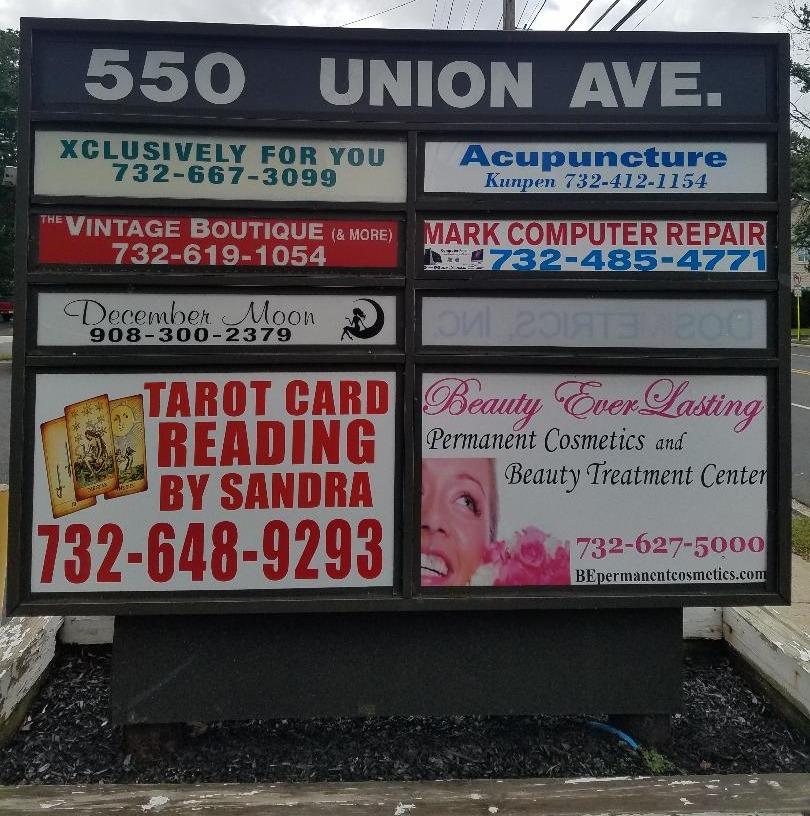 550 UNION AVE.
XCLUSIVELY FOR YOU
732-667-3099
Acupuncture
Kunpen 732-412-1154
THE VINTAGE BOUTIQUE (& MORE)
732-619-1054
MARK COMPUTER REPAIR
732-485-4771
December Moon
908-300-2379
TAROT CARD
READING
BY SANDRA
732-648-9293
Beauty EverLasting
Permanent Cosmetics and
Beauty Treatment Center
732-627-5000
BEpermanentcosmetics.com